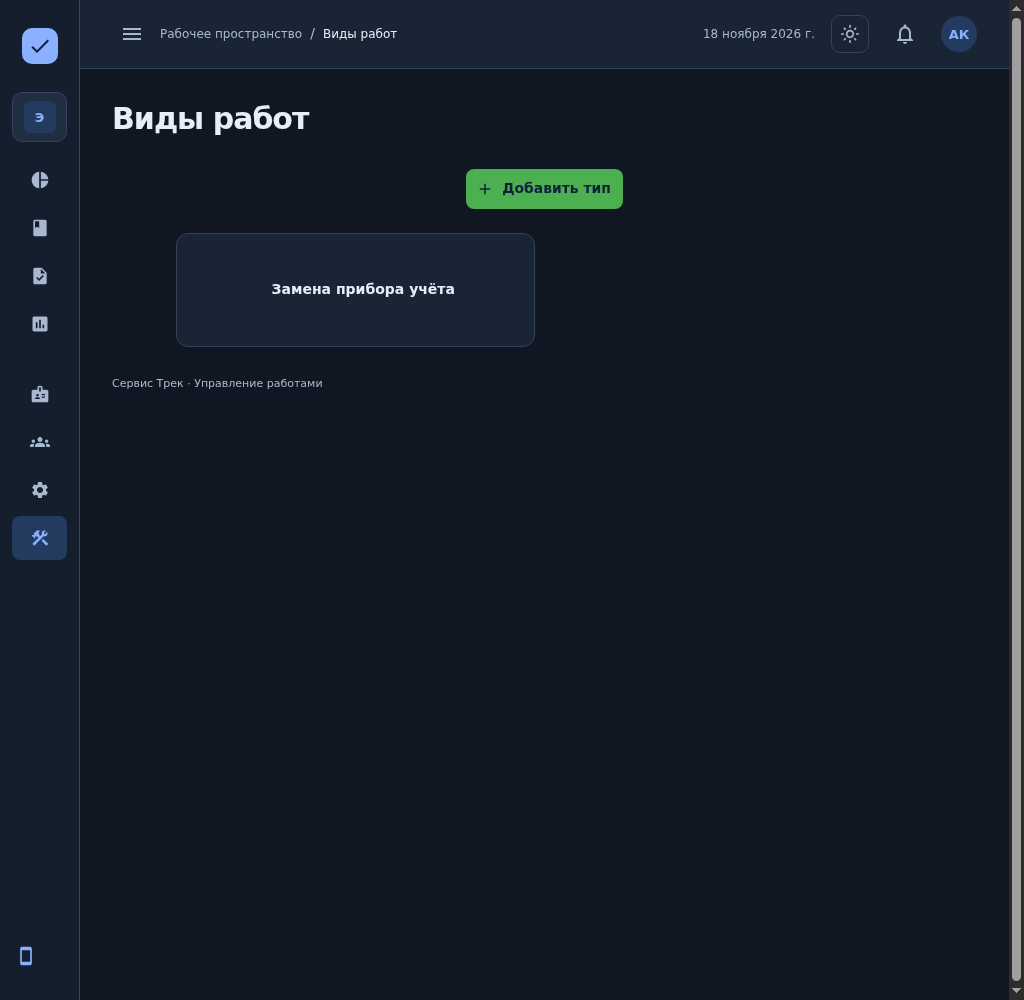 Рабочее пространство / Виды работ
18 ноября 2026 г.
АК
Э
Виды работ
Добавить тип
Замена прибора учёта
Сервис Трек · Управление работами